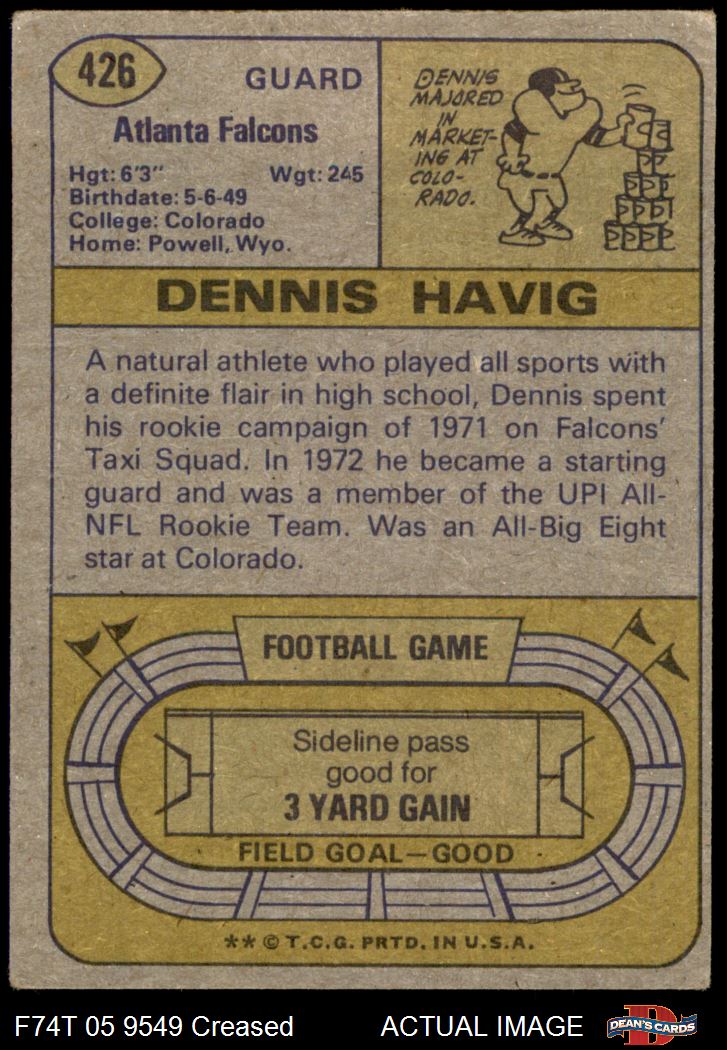 426
GUARD
Atlanta Falcons
Hgt: 6'3" Wgt: 245
Birthdate: 5-6-49
College: Colorado
Home: Powell, Wyo.
DENNIS
MAJORED
IN
MARKET-
ING AT
COLO-
RADO.
DENNIS HAVIG
A natural athlete who played all sports with
a definite flair in high school, Dennis spent
his rookie campaign of 1971 on Falcons'
Taxi Squad. In 1972 he became a starting
guard and was a member of the UPI All-
NFL Rookie Team. Was an All-Big Eight
star at Colorado.
FOOTBALL GAME
Sideline pass
good for
3 YARD GAIN
FIELD GOAL—GOOD
** © T.C.G. PRTD. IN U.S.A.
F74T 05 9549 Creased ACTUAL IMAGE
DEAN'S CARDS